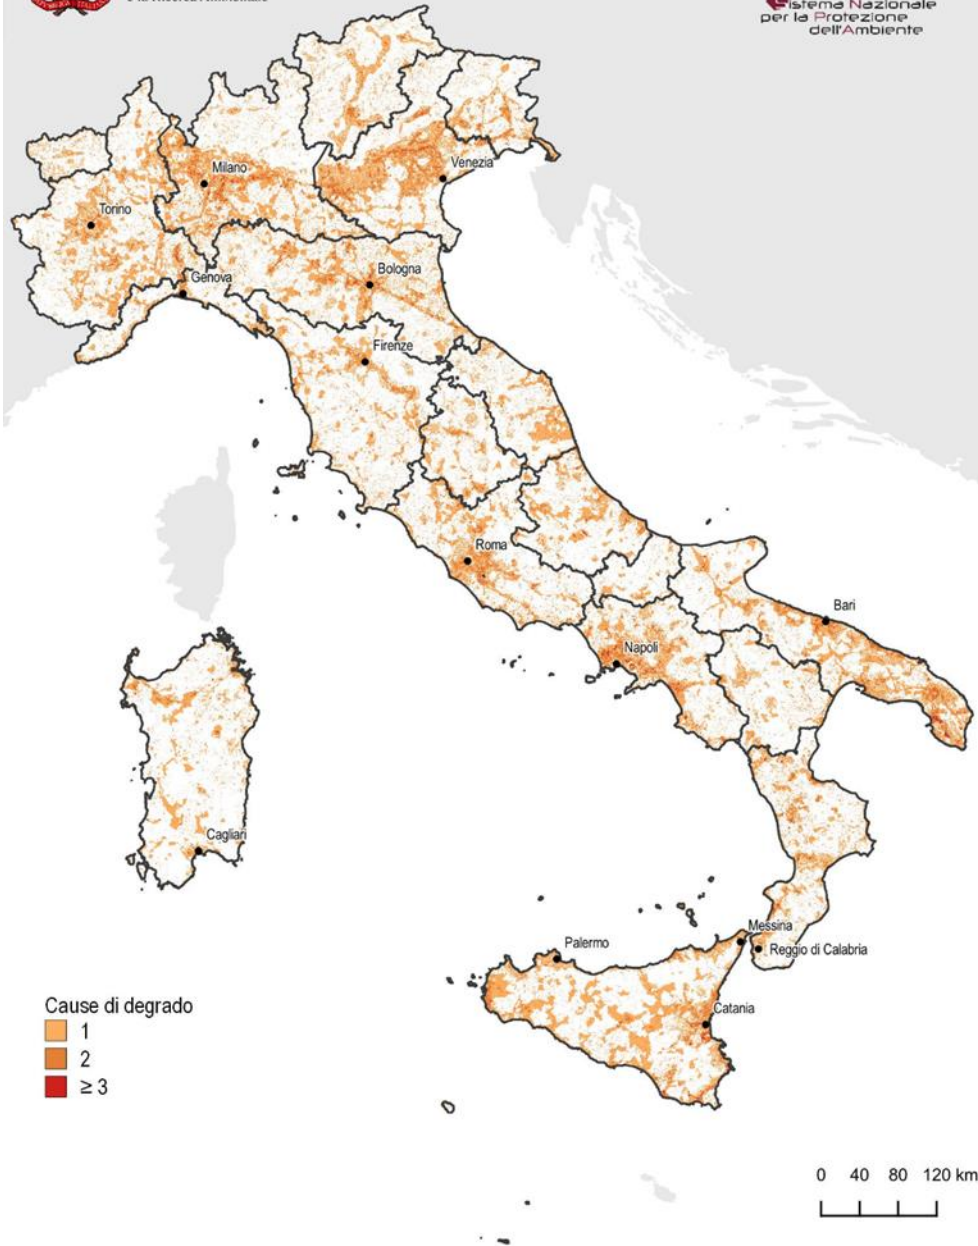 Sistema Nazionale
per la Protezione
dell'Ambiente
Milano
Venezia
Torino
Genova
Bologna
Firenze
Roma
Bari
Napoli
Cagliari
Messina
Reggio di Calabria
Palermo
Catania
Cause di degrado
1
2
≥ 3
0 40 80 120 km